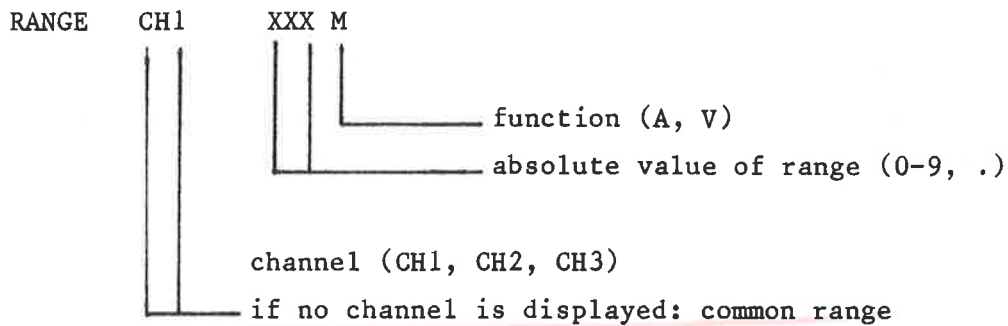 RANGE CH1 XXX M
function (A, V)
absolute value of range (0-9, .)
channel (CH1, CH2, CH3)
if no channel is displayed: common range